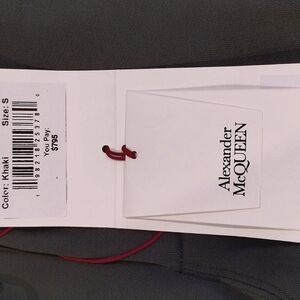 Color: Khaki Size: S
You Pay:
$795
Alexander
McQUEEN